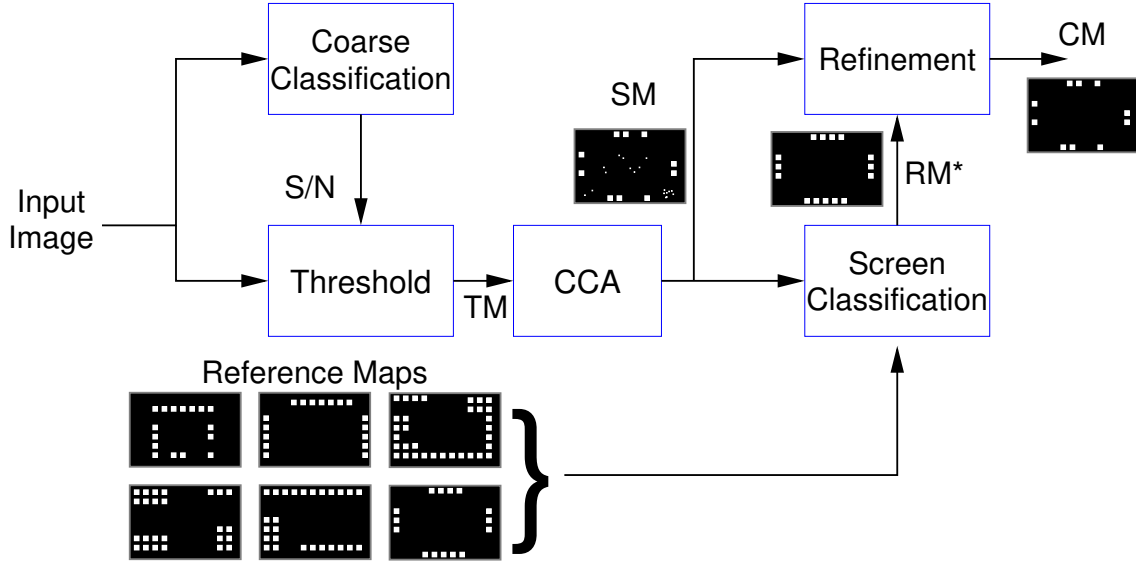 Coarse
Classification
Refinement
CM
SM
S/N
RM*
Input
Image
Threshold
TM
CCA
Screen
Classification
Reference Maps
}